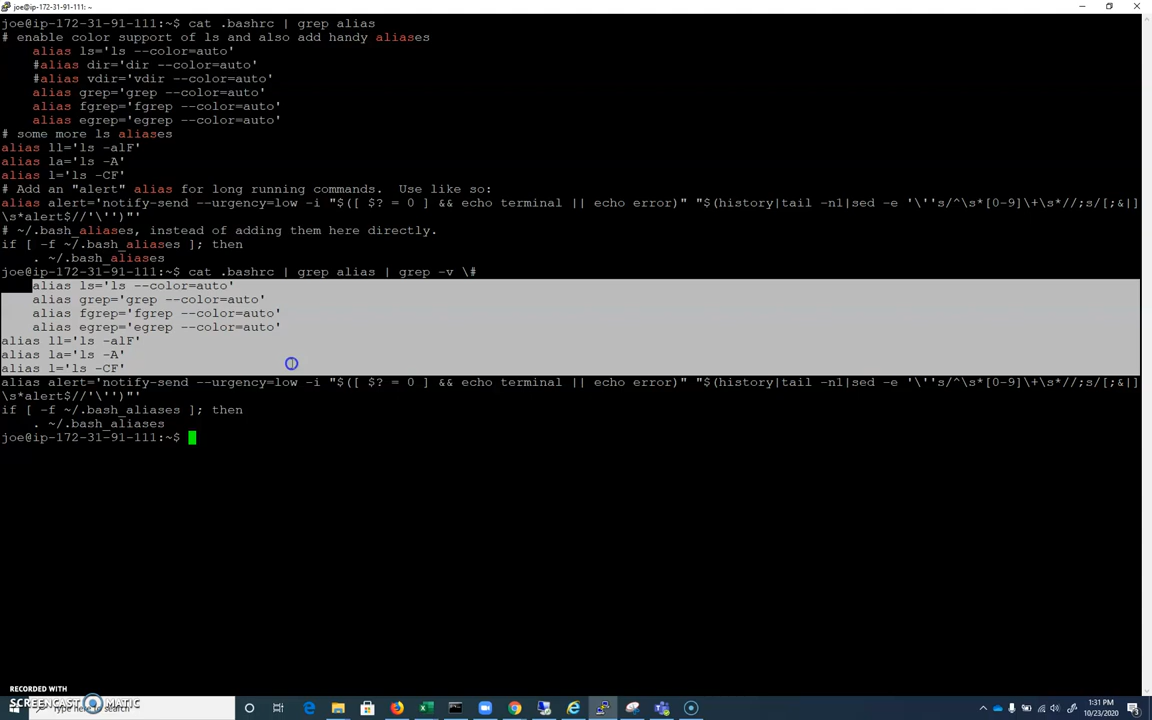 joe@ip-172-31-91-111: ~
joe@ip-172-31-91-111:~$ cat .bashrc | grep alias
# enable color support of ls and also add handy aliases
    alias ls='ls --color=auto'
    #alias dir='dir --color=auto'
    #alias vdir='vdir --color=auto'
    alias grep='grep --color=auto'
    alias fgrep='fgrep --color=auto'
    alias egrep='egrep --color=auto'
# some more ls aliases
alias ll='ls -alF'
alias la='ls -A'
alias l='ls -CF'
# Add an "alert" alias for long running commands.  Use like so:
alias alert='notify-send --urgency=low -i "$([ $? = 0 ] && echo terminal || echo error)" "$(history|tail -n1|sed -e '\''s/^\s*[0-9]\+\s*//;s/[;&|]
\s*alert$//'\'')"'
# ~/.bash_aliases, instead of adding them here directly.
if [ -f ~/.bash_aliases ]; then
    . ~/.bash_aliases
joe@ip-172-31-91-111:~$ cat .bashrc | grep alias | grep -v \#
    alias ls='ls --color=auto'
    alias grep='grep --color=auto'
    alias fgrep='fgrep --color=auto'
    alias egrep='egrep --color=auto'
alias ll='ls -alF'
alias la='ls -A'
alias l='ls -CF'
alias alert='notify-send --urgency=low -i "$([ $? = 0 ] && echo terminal || echo error)" "$(history|tail -n1|sed -e '\''s/^\s*[0-9]\+\s*//;s/[;&|]
\s*alert$//'\'')"'
if [ -f ~/.bash_aliases ]; then
    . ~/.bash_aliases
joe@ip-172-31-91-111:~$
RECORDED WITH
SCREENCAST MATIC
Type here to search
1:31 PM
10/23/2020